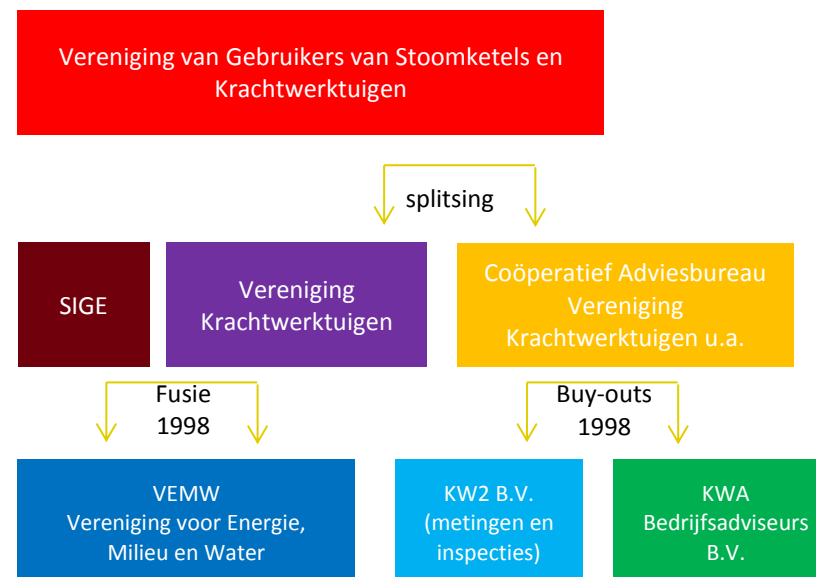 Vereniging van Gebruikers van Stoomketels en
Krachtwerktuigen
splitsing
SIGE
Vereniging
Krachtwerktuigen
Coöperatief Adviesbureau
Vereniging
Krachtwerktuigen u.a.
Fusie
1998
Buy-outs
1998
VEMW
Vereniging voor Energie,
Milieu en Water
KW2 B.V.
(metingen en
inspecties)
KWA
Bedrijfsadviseurs
B.V.